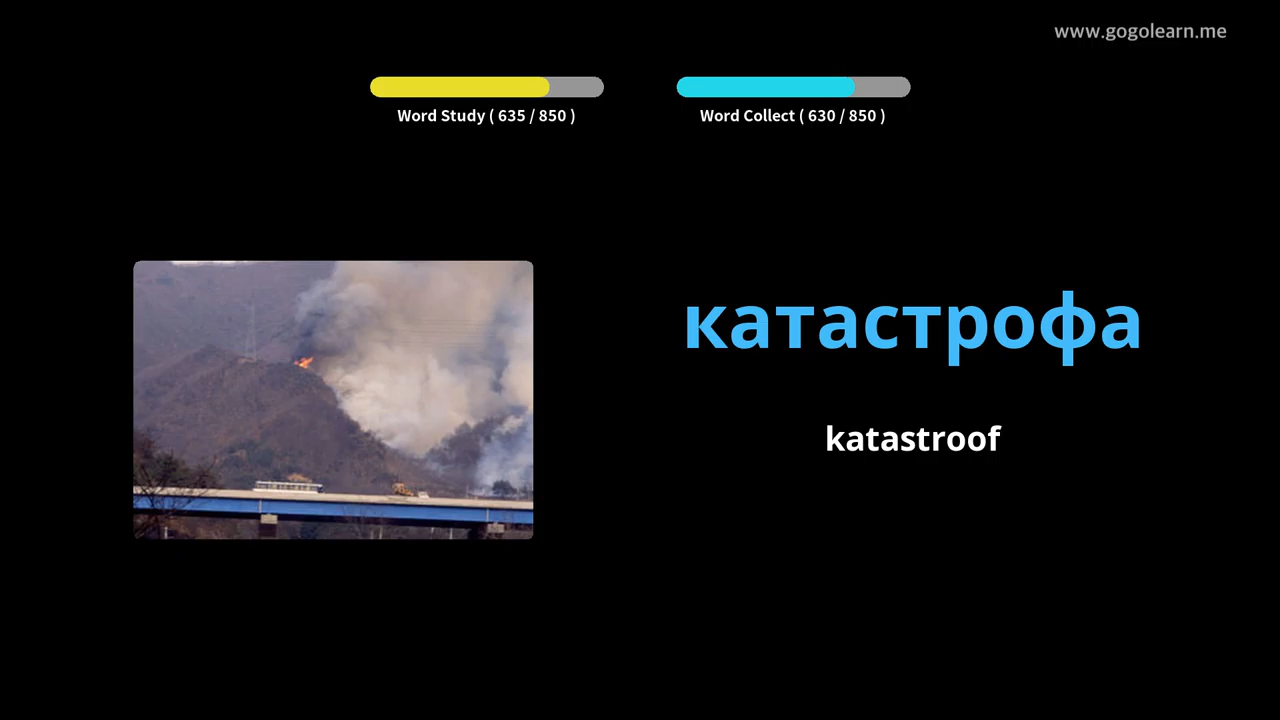 www.gogolearn.me
Word Study ( 635 / 850 )
Word Collect ( 630 / 850 )
катастрофа
katastroof